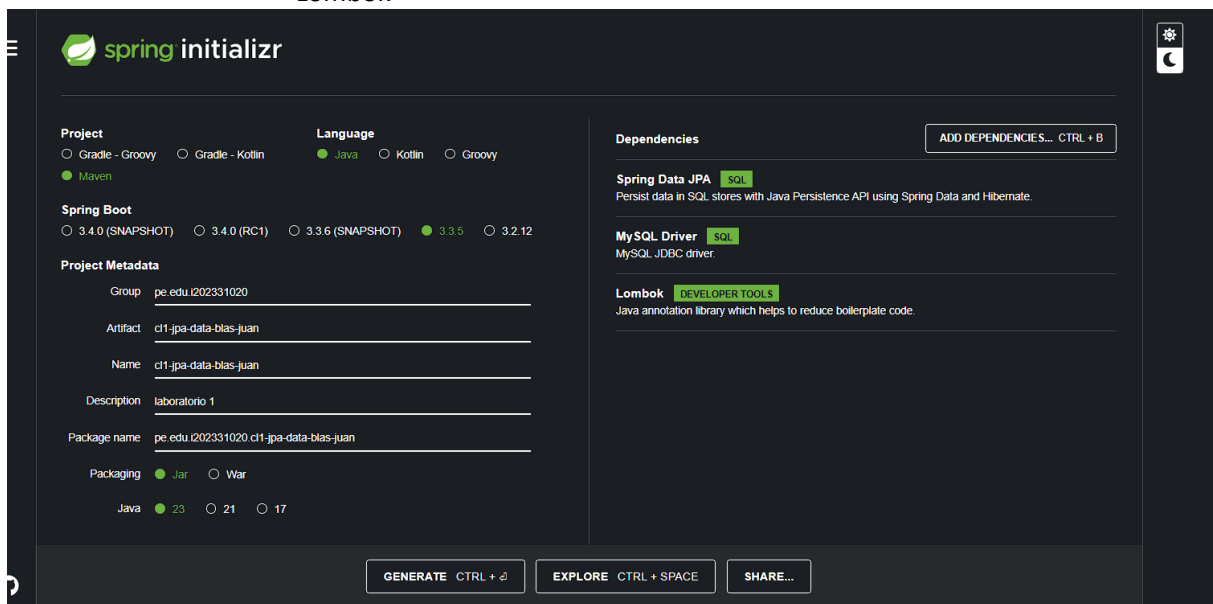 spring initializr
Project
Gradle - Groovy Gradle - Kotlin
Maven
Language
Java Kotlin Groovy
Spring Boot
3.4.0 (SNAPSHOT) 3.4.0 (RC1) 3.3.6 (SNAPSHOT) 3.3.5 3.2.12
Project Metadata
Group pe.edu.i202331020
Artifact cl1-jpa-data-blas-juan
Name cl1-jpa-data-blas-juan
Description laboratorio 1
Package name pe.edu.i202331020.cl1-jpa-data-blas-juan
Packaging Jar War
Java 23 21 17
Dependencies
ADD DEPENDENCIES... CTRL + B
Spring Data JPA SQL
Persist data in SQL stores with Java Persistence API using Spring Data and Hibernate.
MySQL Driver SQL
MySQL JDBC driver.
Lombok DEVELOPER TOOLS
Java annotation library which helps to reduce boilerplate code.
GENERATE CTRL + ⏎ EXPLORE CTRL + SPACE SHARE...